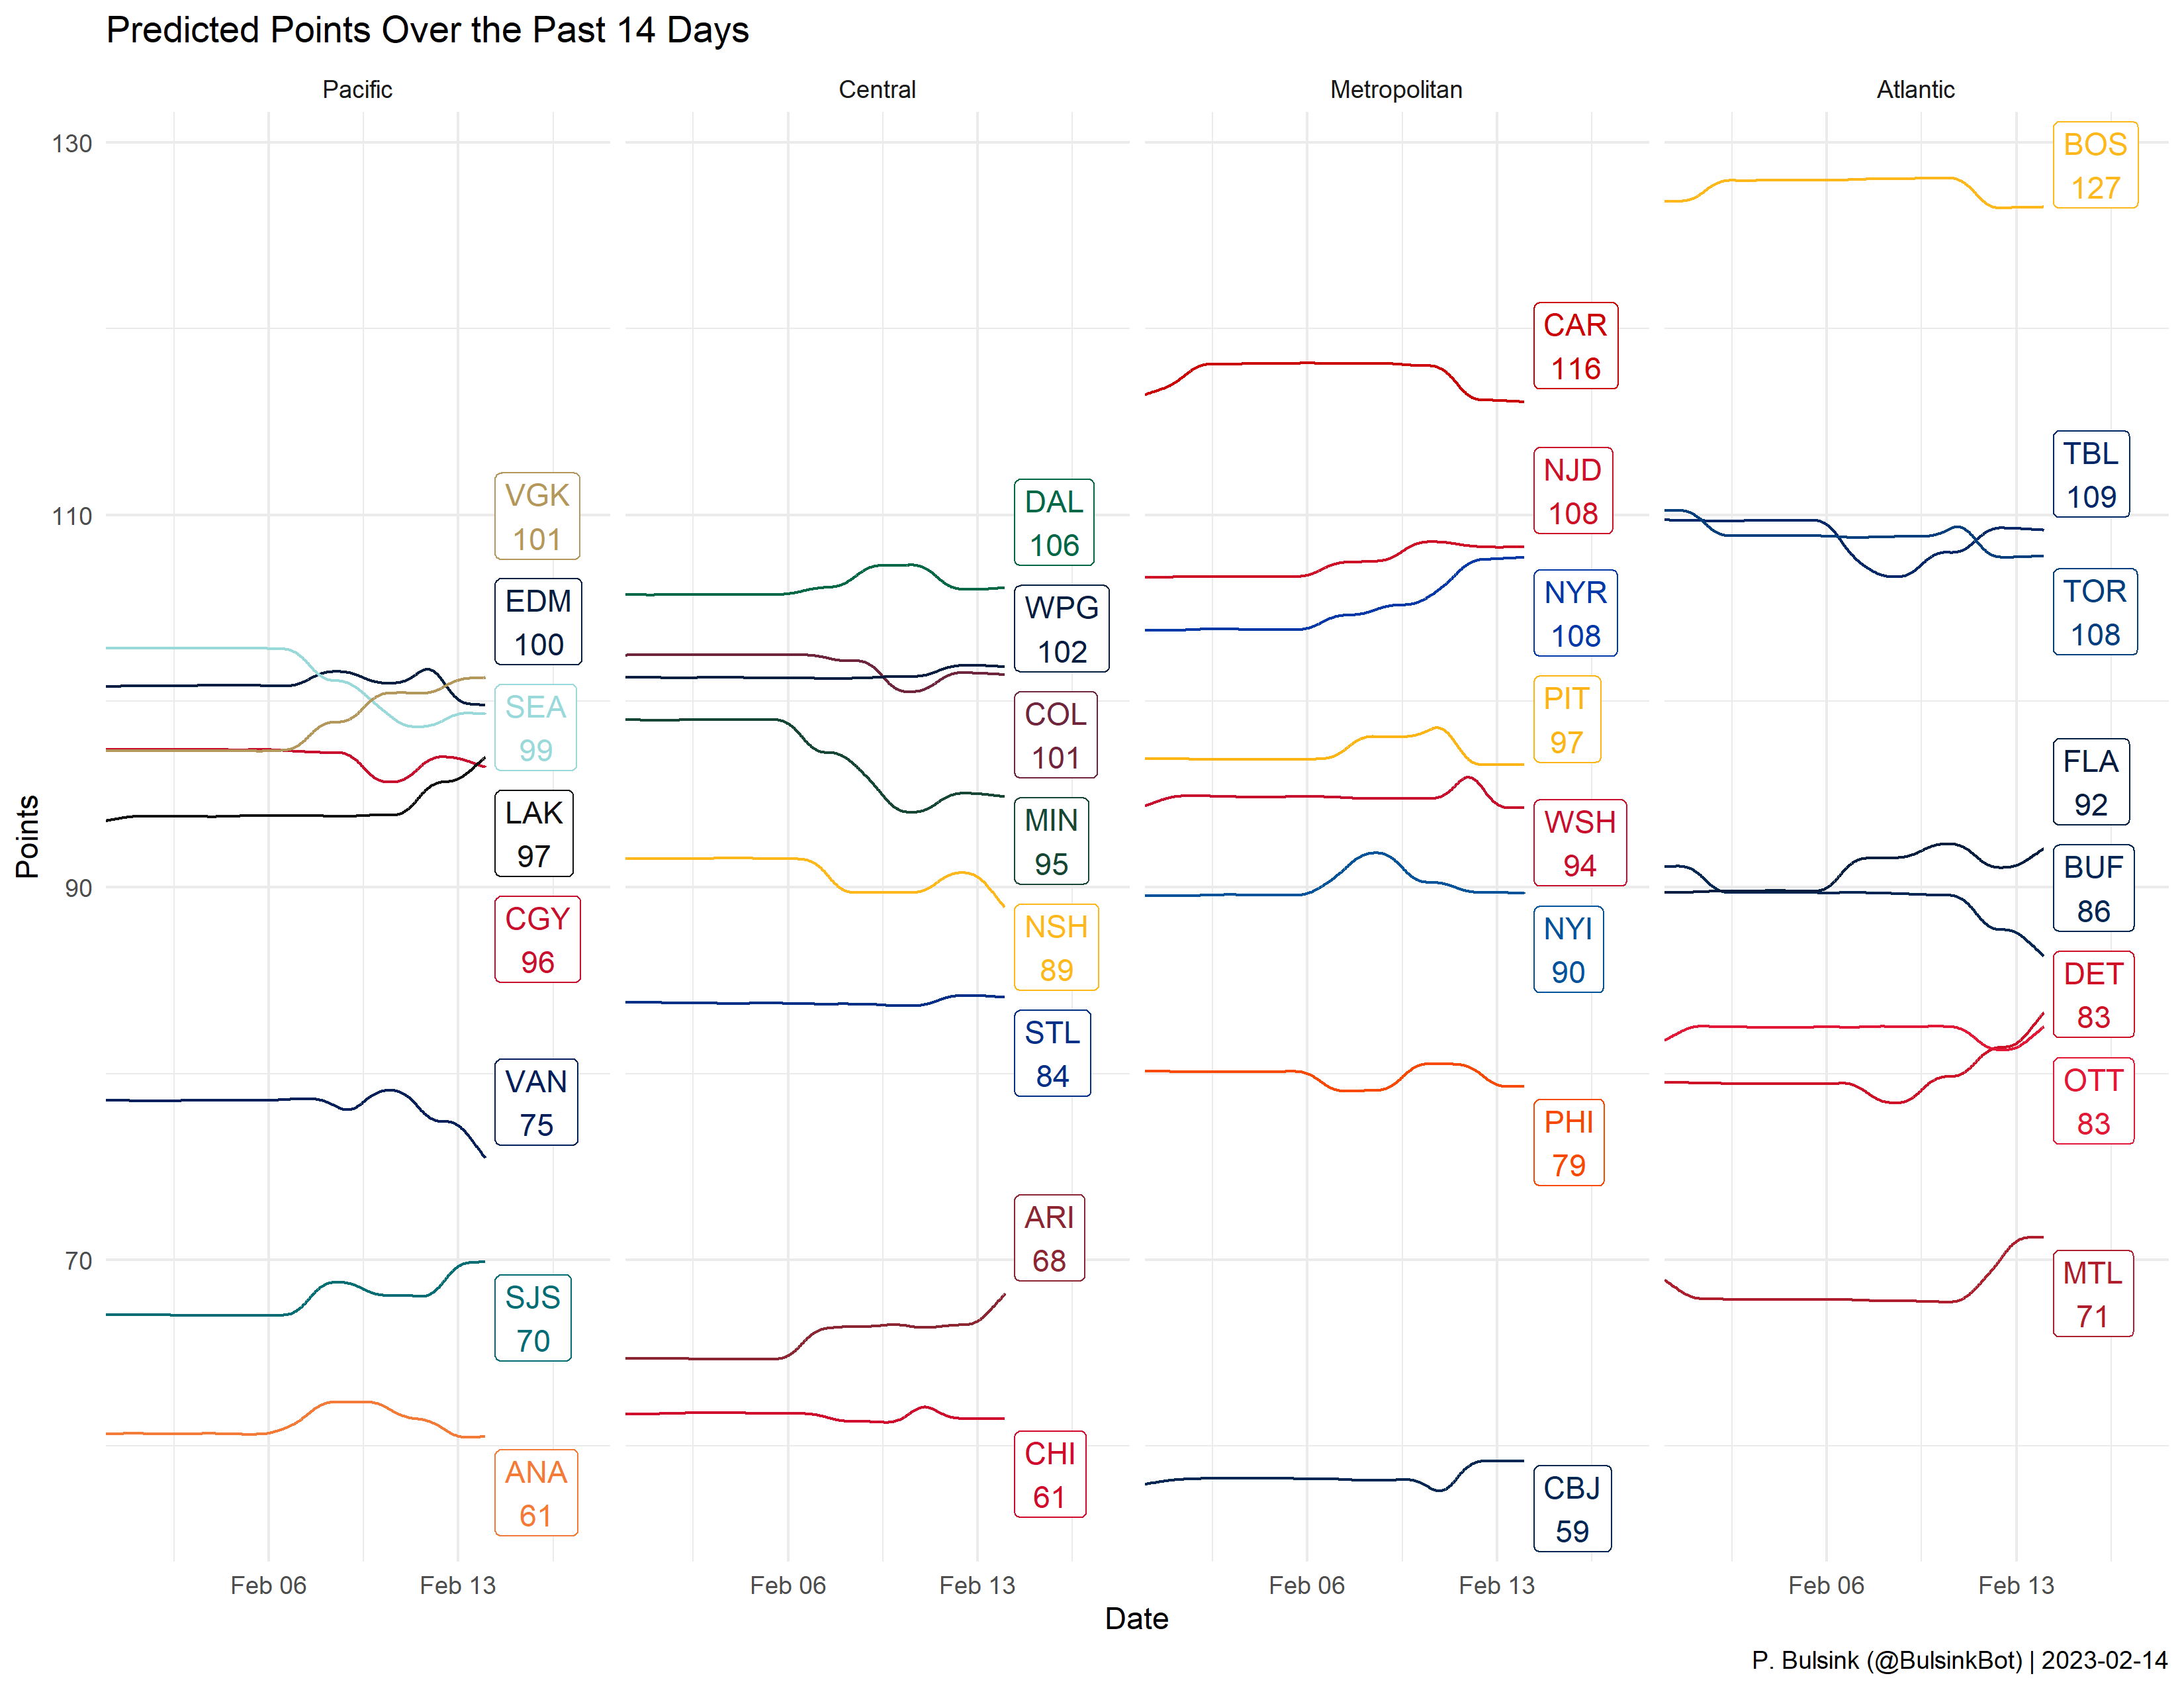 Predicted Points Over the Past 14 Days
Pacific
Central
Metropolitan
Atlantic
Points
130
110
90
70
VGK
101
EDM
100
SEA
99
LAK
97
CGY
96
VAN
75
SJS
70
ANA
61
DAL
106
WPG
102
COL
101
MIN
95
NSH
89
STL
84
ARI
68
CHI
61
CAR
116
NJD
108
NYR
108
PIT
97
WSH
94
NYI
90
PHI
79
CBJ
59
BOS
127
TBL
109
TOR
108
FLA
92
BUF
86
DET
83
OTT
83
MTL
71
Feb 06
Feb 13
Feb 06
Feb 13
Feb 06
Feb 13
Feb 06
Feb 13
Date
P. Bulsink (@BulsinkBot) | 2023-02-14